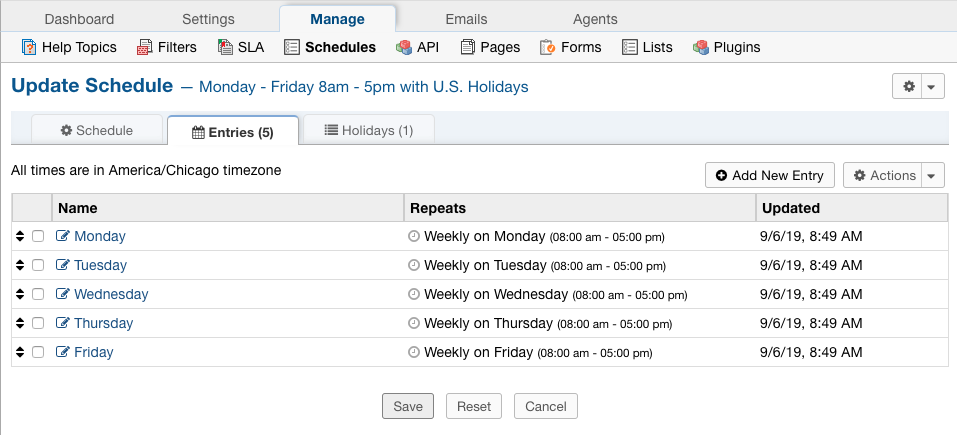 Dashboard Settings Manage Emails Agents
Help Topics Filters SLA Schedules API Pages Forms Lists Plugins
Update Schedule — Monday - Friday 8am - 5pm with U.S. Holidays
Schedule Entries (5) Holidays (1)
All times are in America/Chicago timezone
Add New Entry Actions
Name Repeats Updated
Monday Weekly on Monday (08:00 am - 05:00 pm) 9/6/19, 8:49 AM
Tuesday Weekly on Tuesday (08:00 am - 05:00 pm) 9/6/19, 8:49 AM
Wednesday Weekly on Wednesday (08:00 am - 05:00 pm) 9/6/19, 8:49 AM
Thursday Weekly on Thursday (08:00 am - 05:00 pm) 9/6/19, 8:49 AM
Friday Weekly on Friday (08:00 am - 05:00 pm) 9/6/19, 8:49 AM
Save Reset Cancel